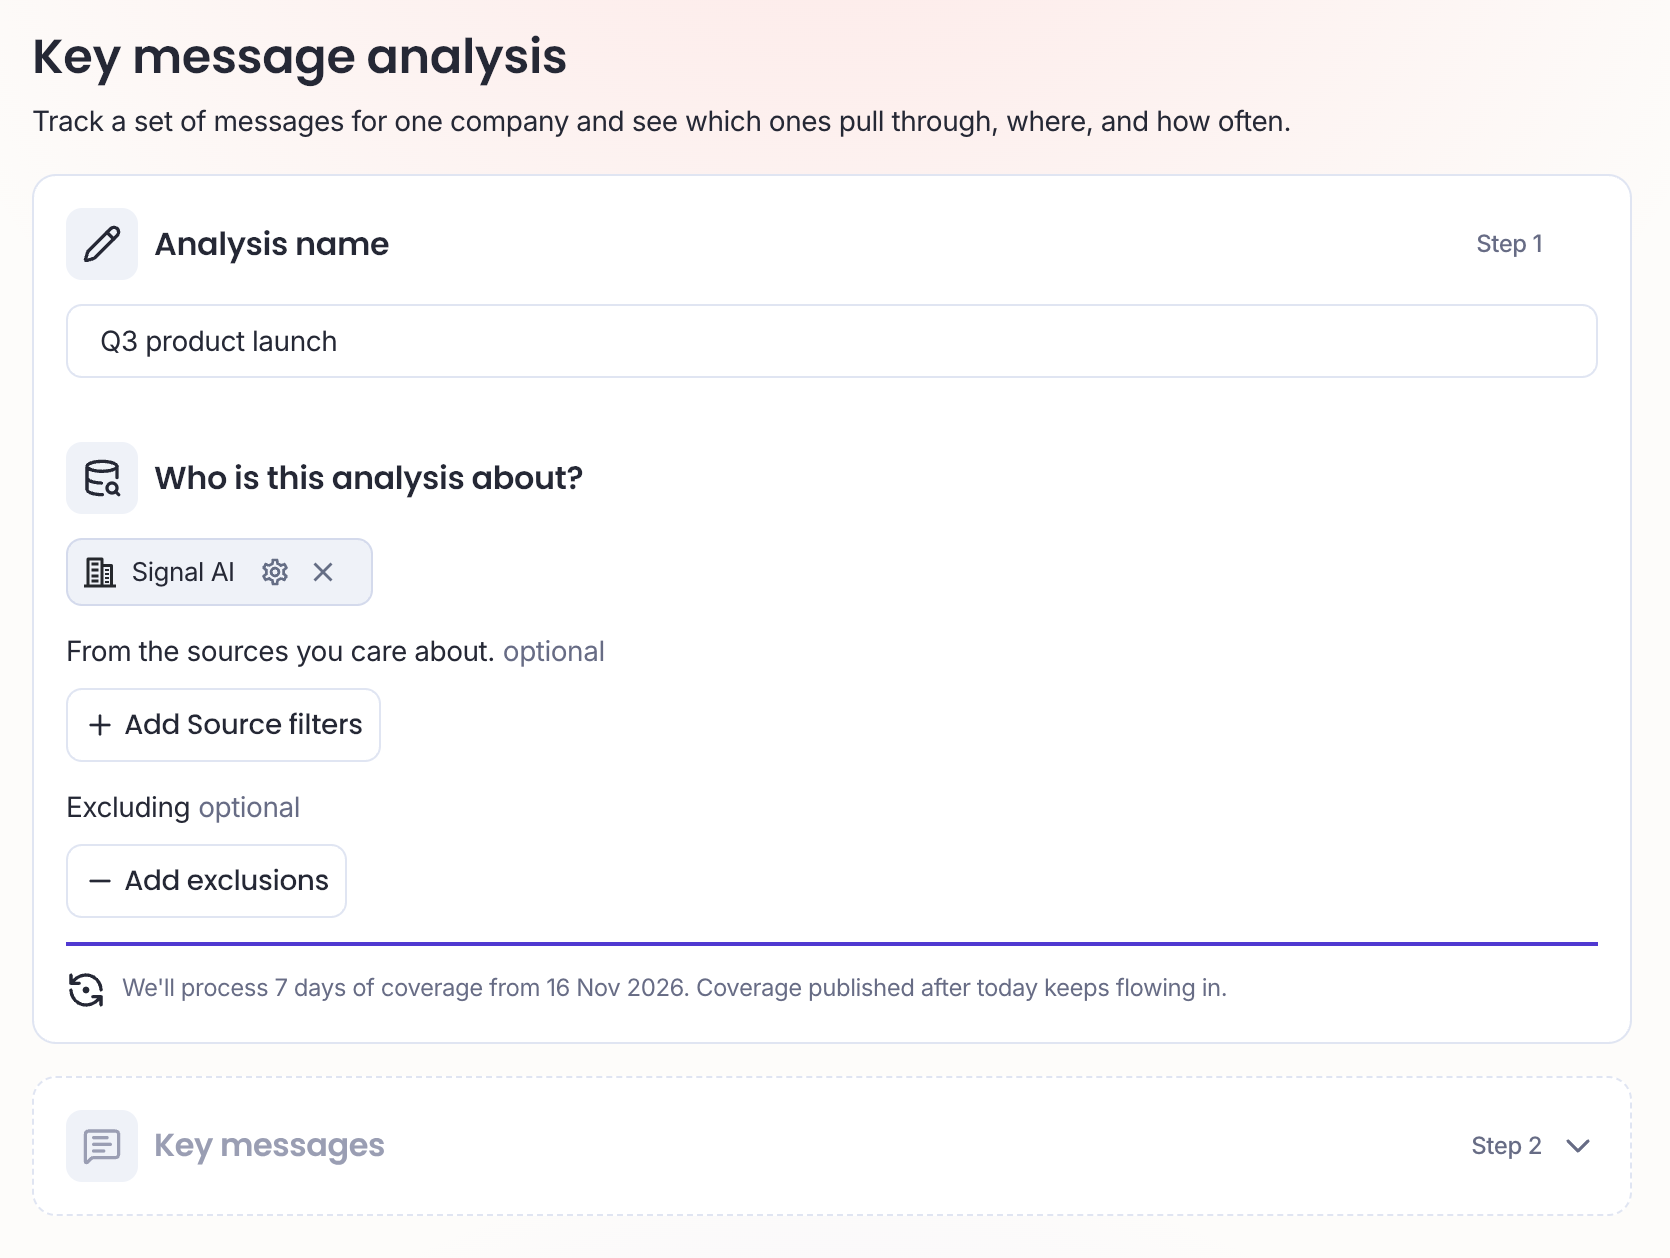 Key message analysis
Track a set of messages for one company and see which ones pull through, where, and how often.
Analysis name
Step 1
Q3 product launch
Who is this analysis about?
Signal AI
From the sources you care about. optional
Add Source filters
Excluding optional
Add exclusions
We'll process 7 days of coverage from 16 Nov 2026. Coverage published after today keeps flowing in.
Key messages
Step 2